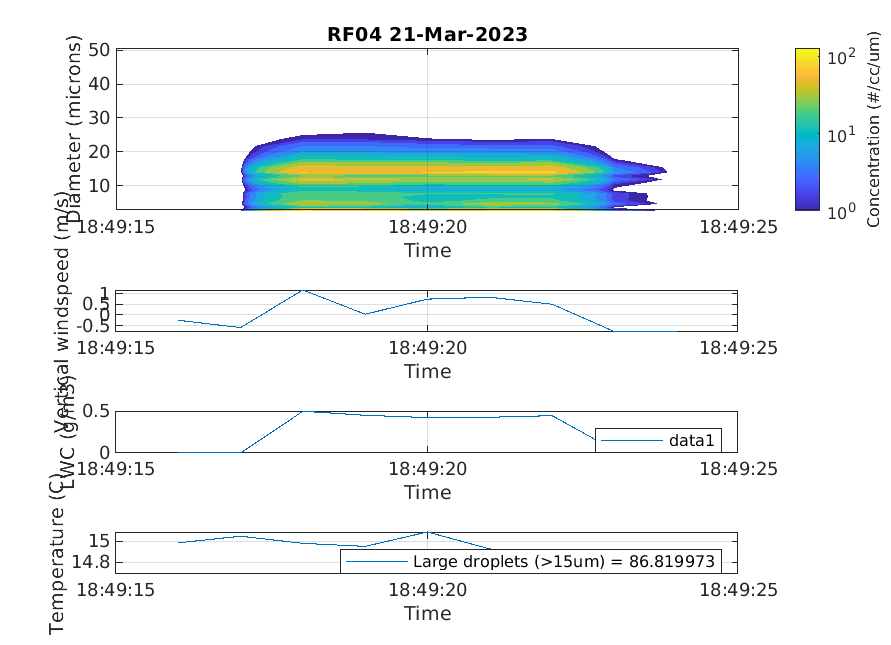 RF04 21-Mar-2023
50
40
30
20
10
Diameter (microns)
18:49:15 18:49:20 18:49:25
Time
10^2
10^1
10^0
Concentration (#/cc/um)
1
0.5
0
-0.5
Vertical windspeed (m/s)
18:49:15 18:49:20 18:49:25
Time
0.5
0
LWC (g/m3)
data1
18:49:15 18:49:20 18:49:25
Time
15
14.8
Temperature (C)
Large droplets (>15um) = 86.819973
18:49:15 18:49:20 18:49:25
Time